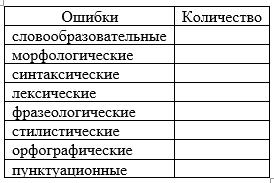 Ошибки Количество
словообразовательные
морфологические
синтаксические
лексические
фразеологические
стилистические
орфографические
пунктуационные